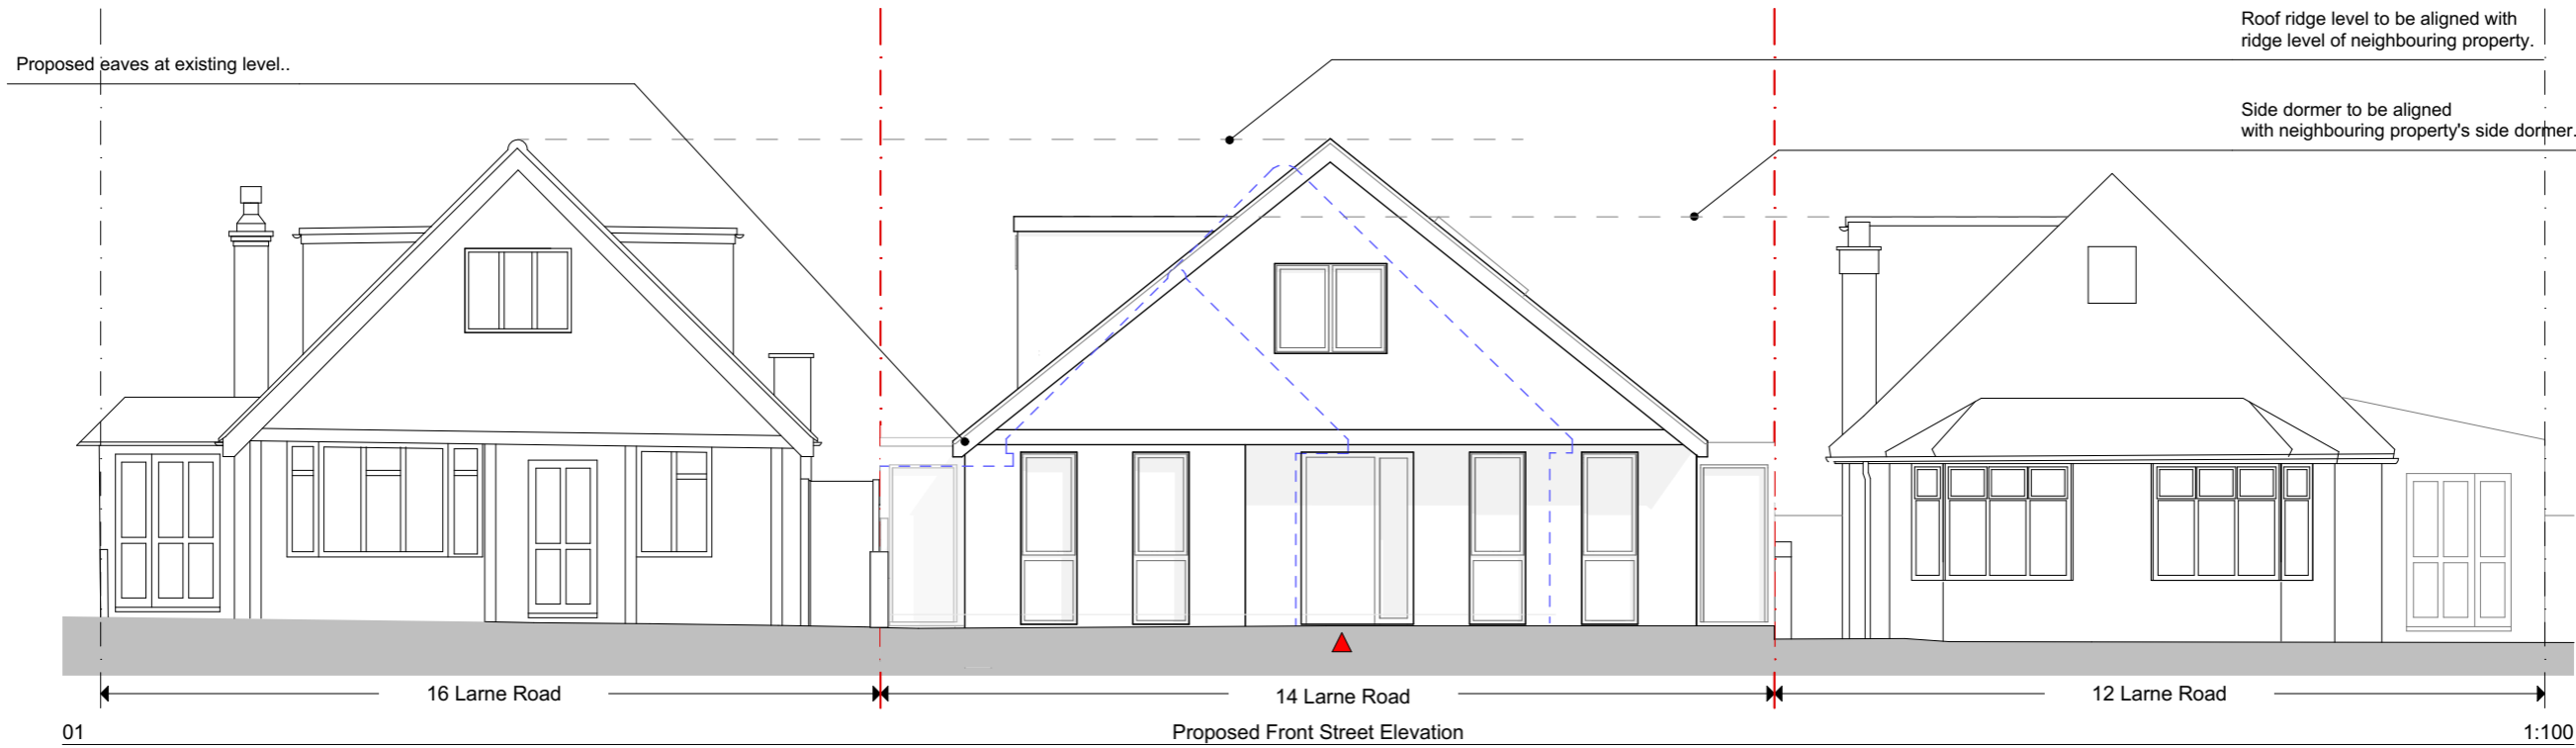 Roof ridge level to be aligned with
ridge level of neighbouring property.
Proposed eaves at existing level..
Side dormer to be aligned
with neighbouring property's side dormer.
16 Larne Road
14 Larne Road
12 Larne Road
01
Proposed Front Street Elevation
1:100